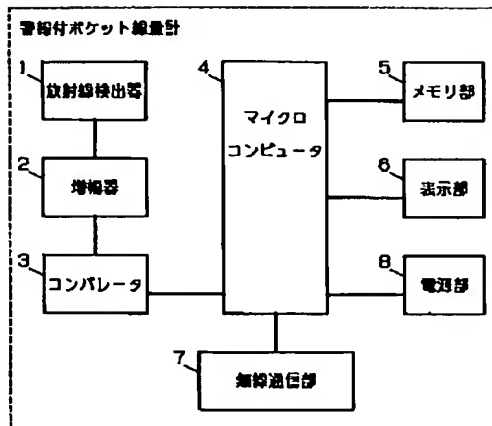 警報付ポケット線量計
1
放射線検出器
2
増幅器
3
コンパレータ
4
マイクロ
コンピュータ
5
メモリ部
6
表示部
8
電源部
7
無線通信部